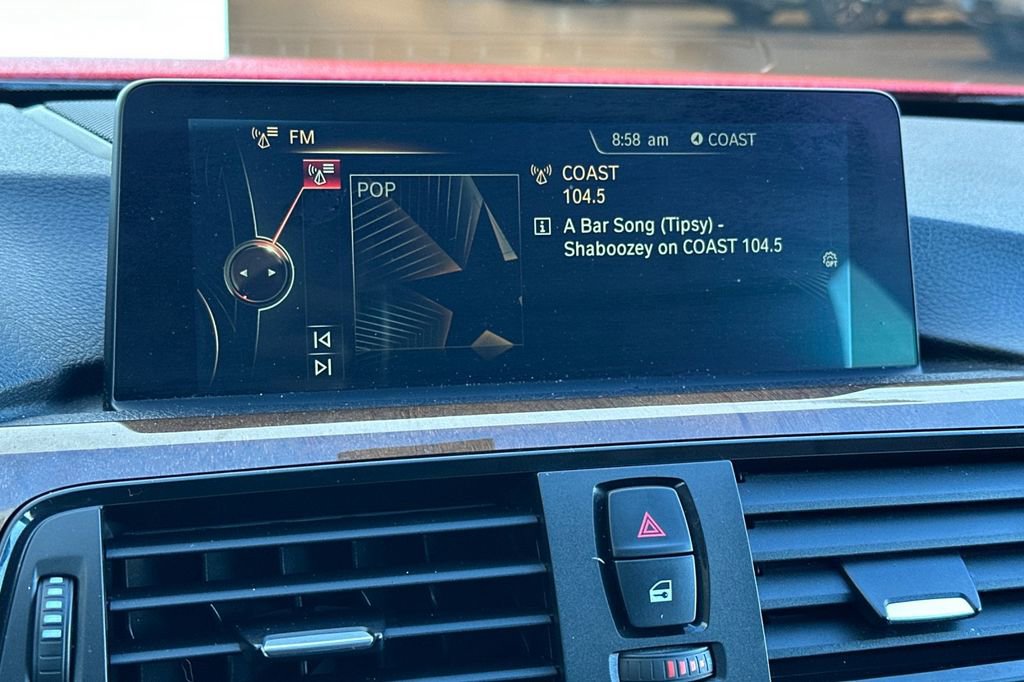 FM
8:58 am
COAST
POP
COAST
104.5
A Bar Song (Tipsy) -
Shaboozey on COAST 104.5
OPT